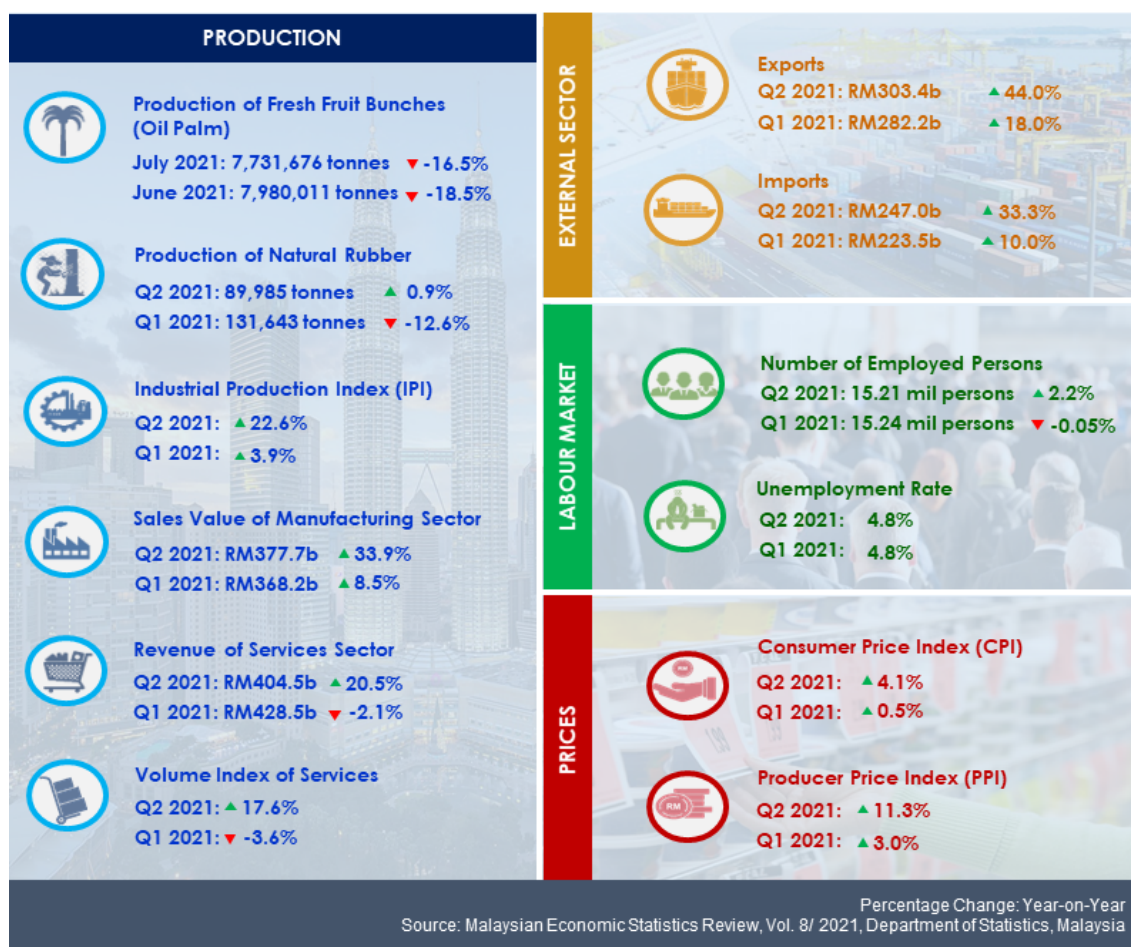 PRODUCTION
Production of Fresh Fruit Bunches
(Oil Palm)
July 2021: 7,731,676 tonnes ▼ -16.5%
June 2021: 7,980,011 tonnes ▼ -18.5%
Production of Natural Rubber
Q2 2021: 89,985 tonnes ▲ 0.9%
Q1 2021: 131,643 tonnes ▼ -12.6%
Industrial Production Index (IPI)
Q2 2021: ▲ 22.6%
Q1 2021: ▲ 3.9%
Sales Value of Manufacturing Sector
Q2 2021: RM377.7b ▲ 33.9%
Q1 2021: RM368.2b ▲ 8.5%
Revenue of Services Sector
Q2 2021: RM404.5b ▲ 20.5%
Q1 2021: RM428.5b ▼ -2.1%
Volume Index of Services
Q2 2021: ▲ 17.6%
Q1 2021: ▼ -3.6%
EXTERNAL SECTOR
Exports
Q2 2021: RM303.4b ▲ 44.0%
Q1 2021: RM282.2b ▲ 18.0%
Imports
Q2 2021: RM247.0b ▲ 33.3%
Q1 2021: RM223.5b ▲ 10.0%
LABOUR MARKET
Number of Employed Persons
Q2 2021: 15.21 mil persons ▲ 2.2%
Q1 2021: 15.24 mil persons ▼ -0.05%
Unemployment Rate
Q2 2021: 4.8%
Q1 2021: 4.8%
PRICES
Consumer Price Index (CPI)
Q2 2021: ▲ 4.1%
Q1 2021: ▲ 0.5%
Producer Price Index (PPI)
RM
Q2 2021: ▲ 11.3%
Q1 2021: ▲ 3.0%
Percentage Change: Year-on-Year
Source: Malaysian Economic Statistics Review, Vol. 8/ 2021, Department of Statistics, Malaysia